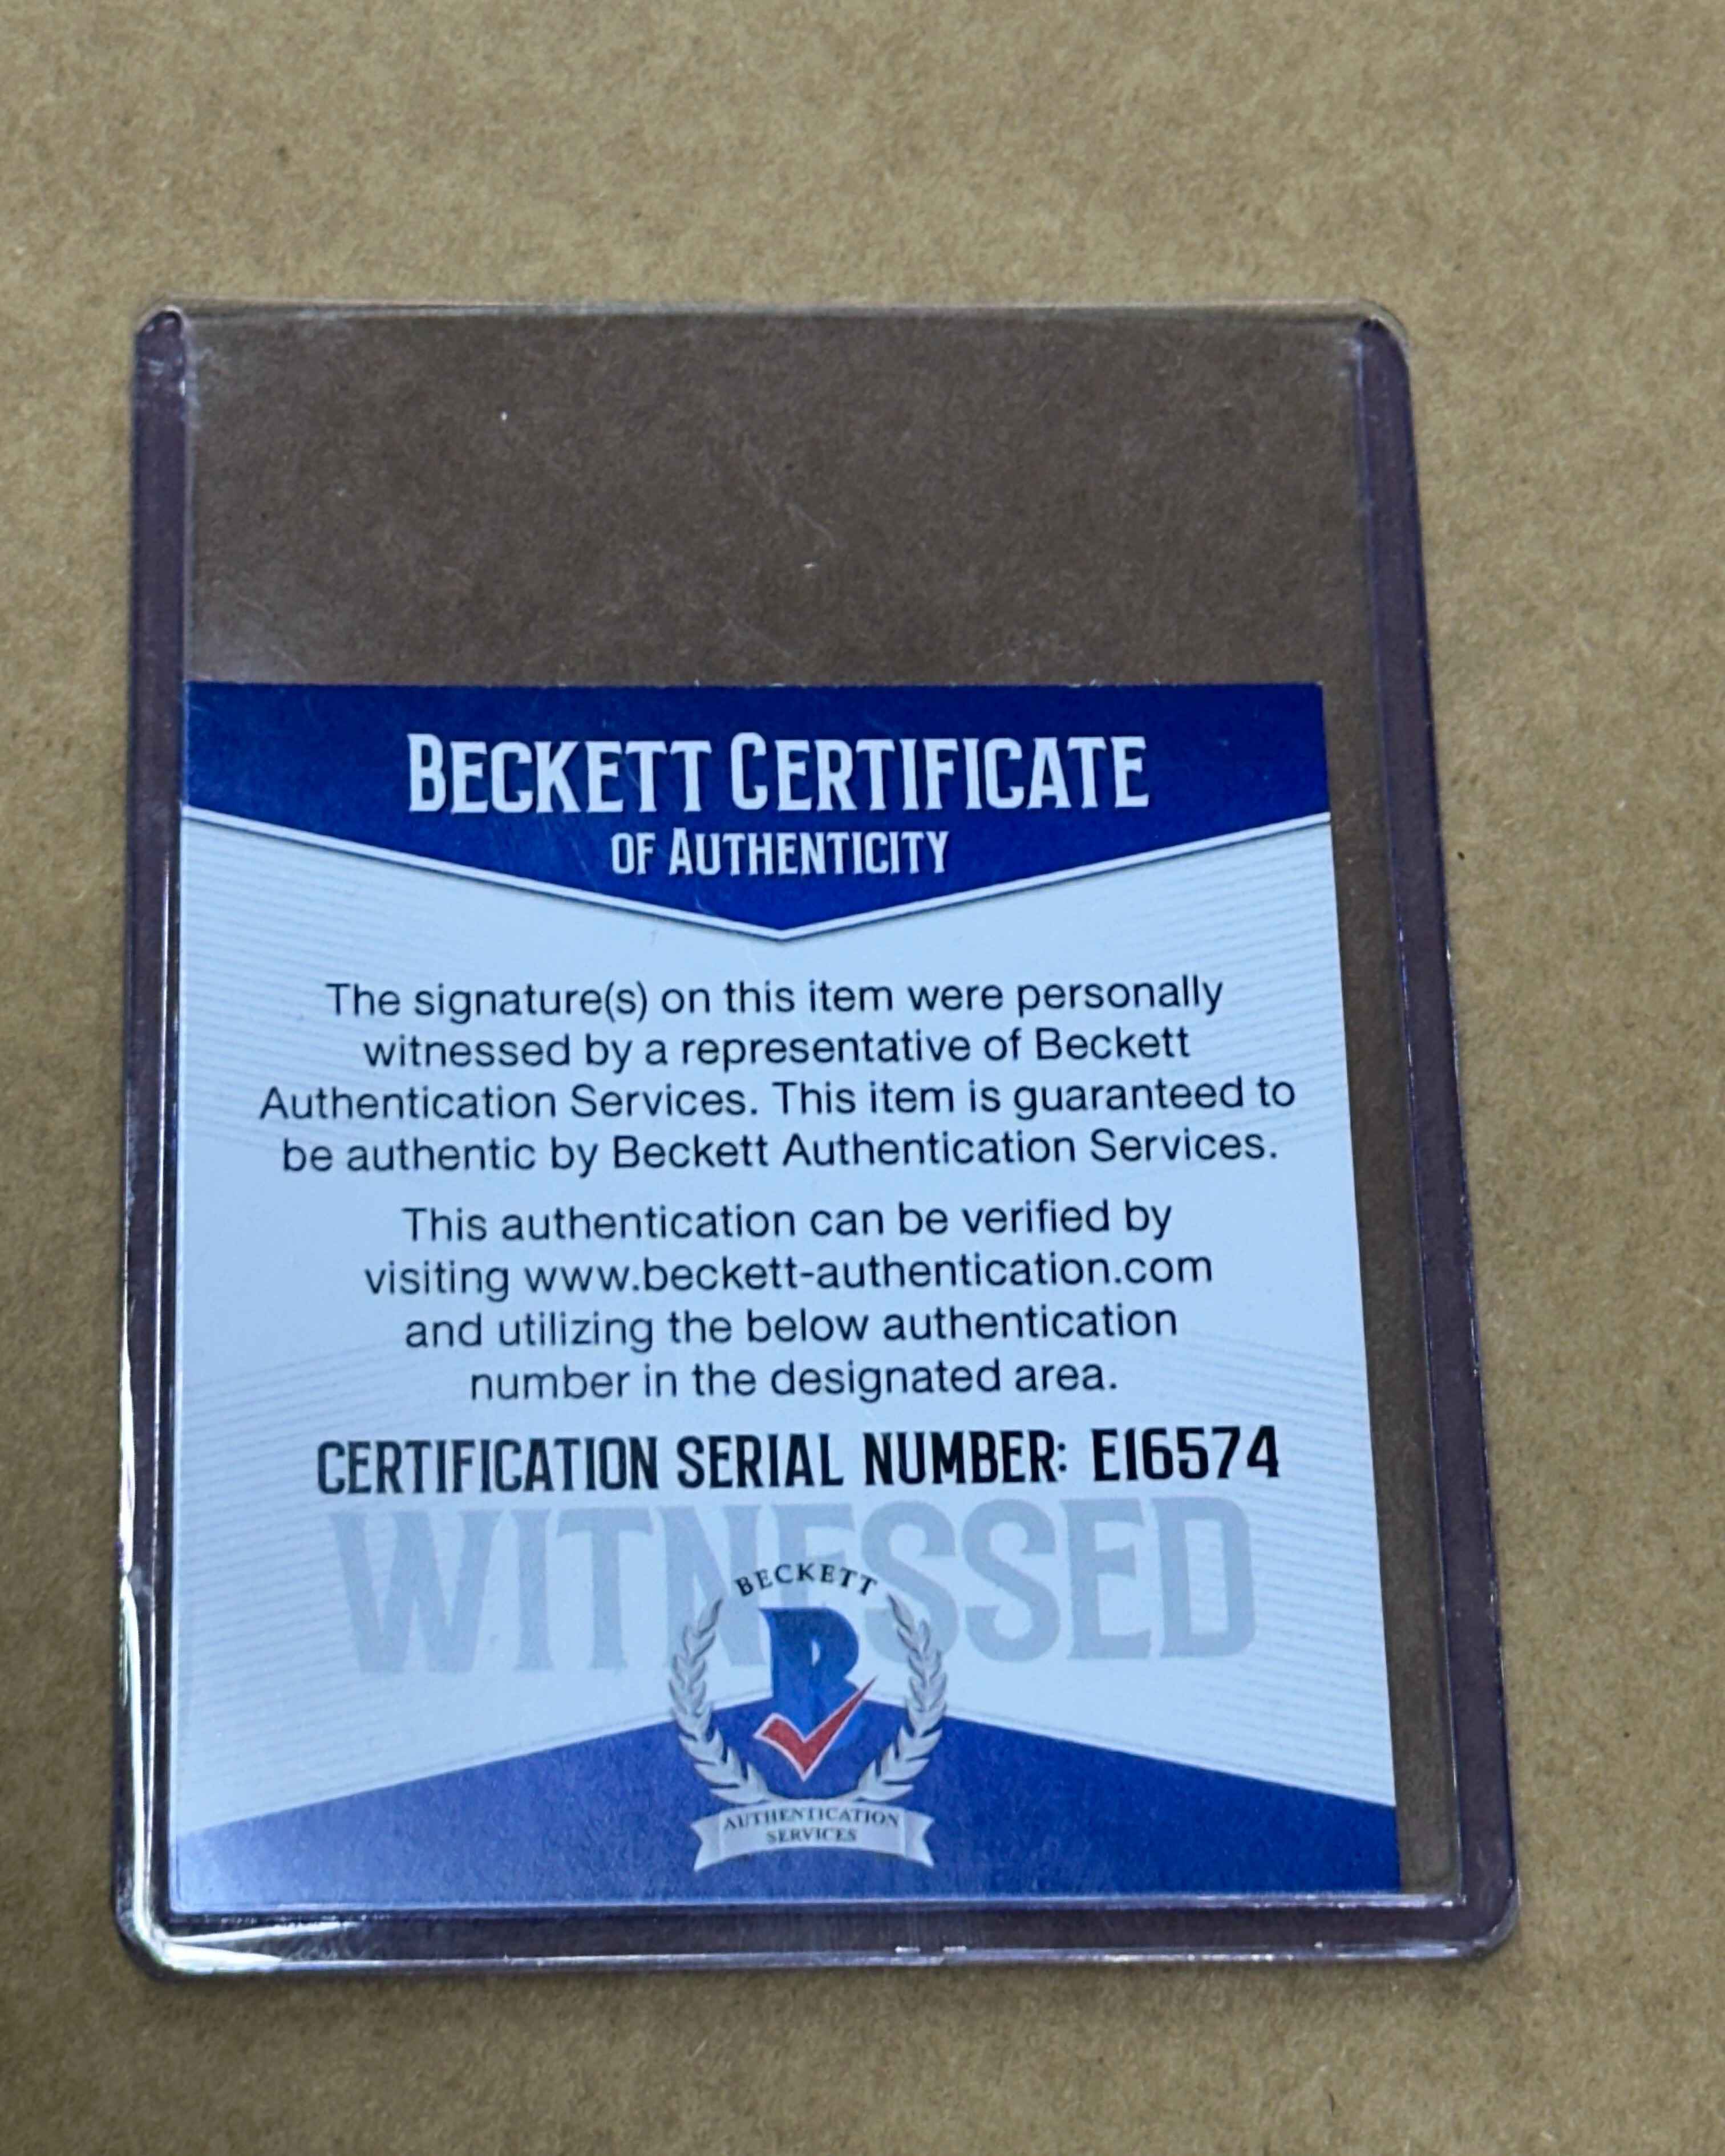 BECKETT CERTIFICATE
OF AUTHENTICITY
The signature(s) on this item were personally
witnessed by a representative of Beckett
Authentication Services. This item is guaranteed to
be authentic by Beckett Authentication Services.
This authentication can be verified by
visiting www.beckett-authentication.com
and utilizing the below authentication
number in the designated area.
CERTIFICATION SERIAL NUMBER: E16574
WITNESSED
BECKETT
B
AUTHENTICATION
SERVICES